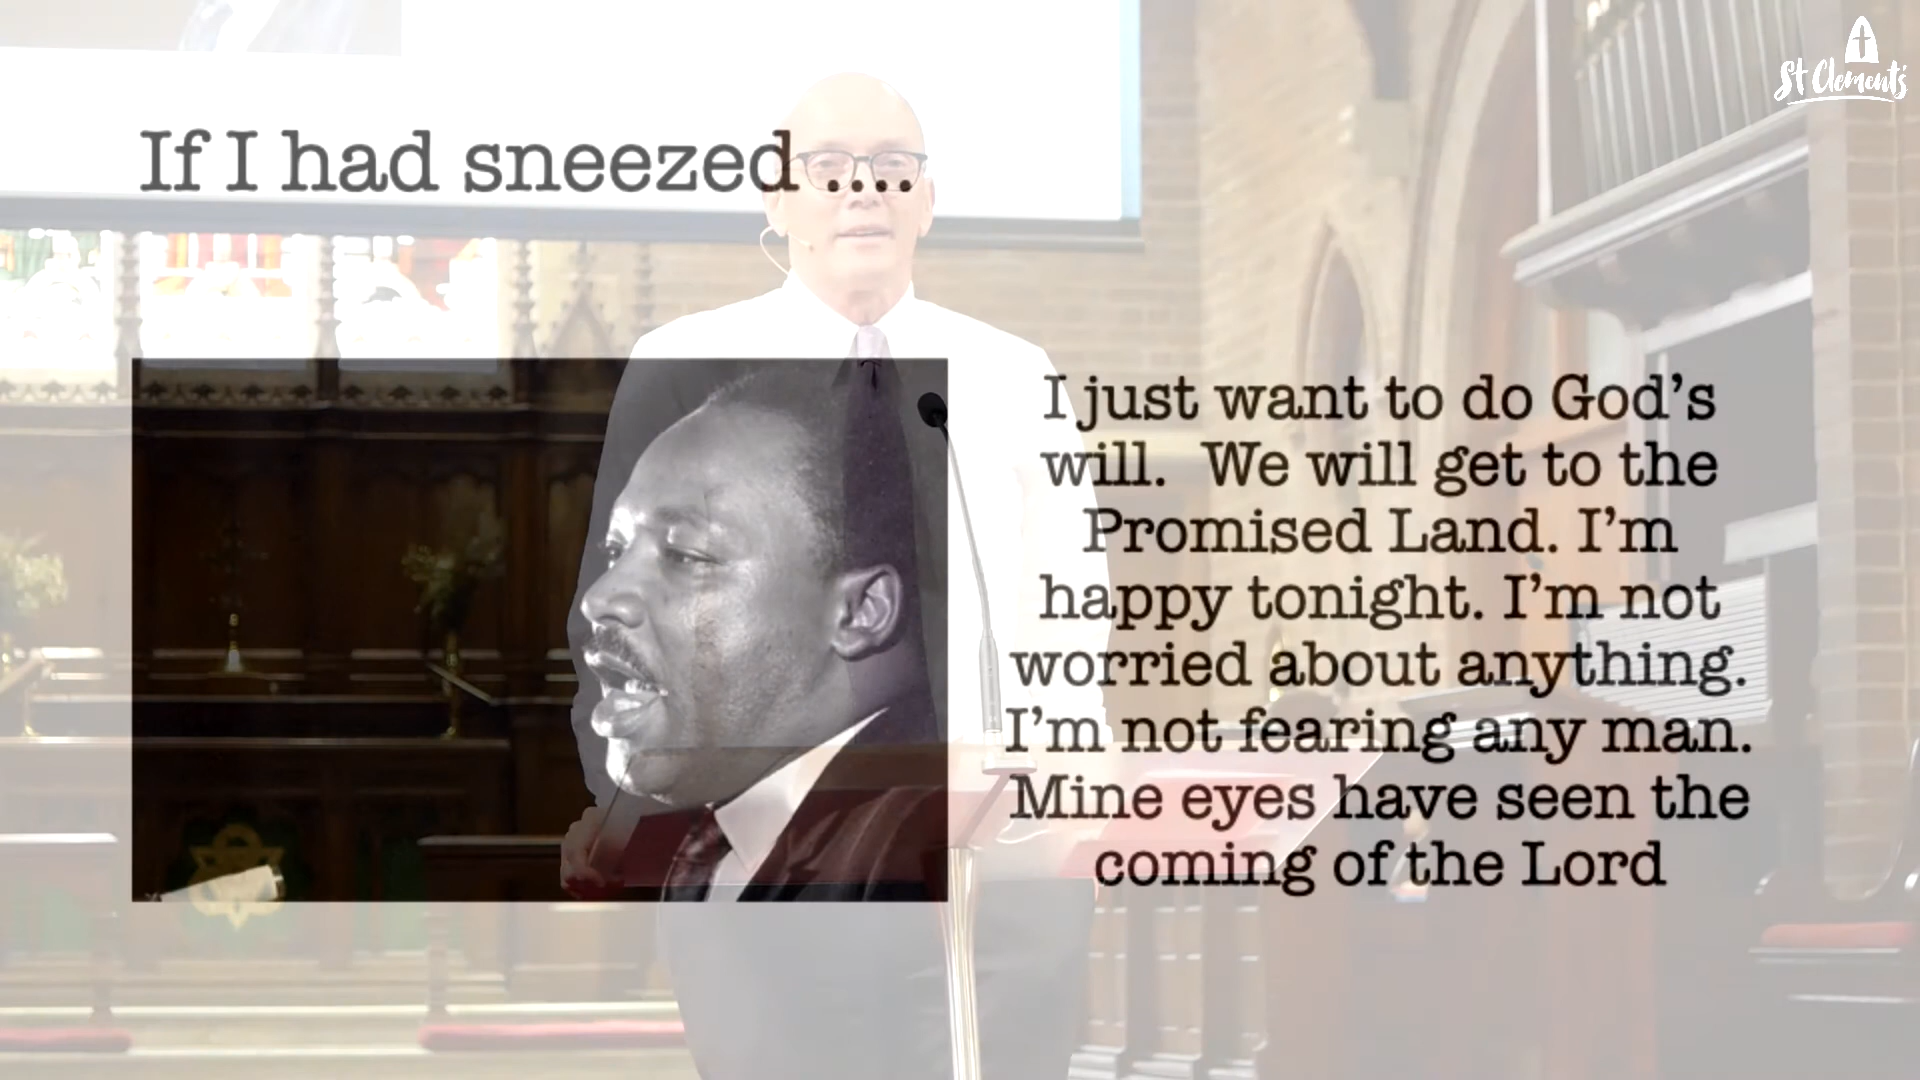 St Clement's
If I had sneezed ....
I just want to do God's
will.  We will get to the
Promised Land. I'm
happy tonight. I'm not
worried about anything.
I'm not fearing any man.
Mine eyes have seen the
coming of the Lord